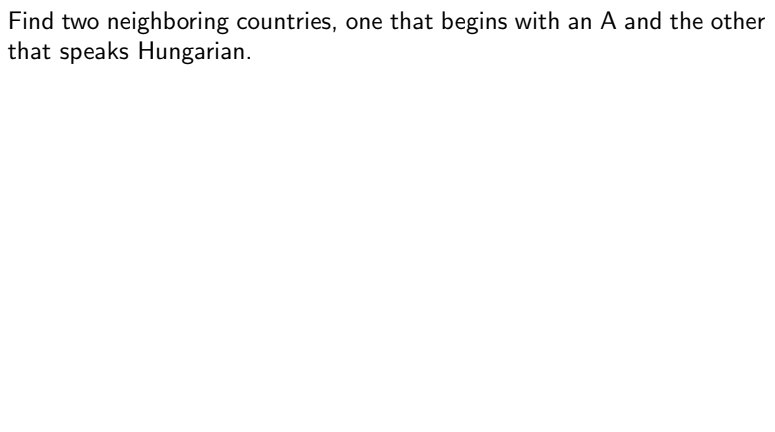 Find two neighboring countries, one that begins with an A and the other
that speaks Hungarian.